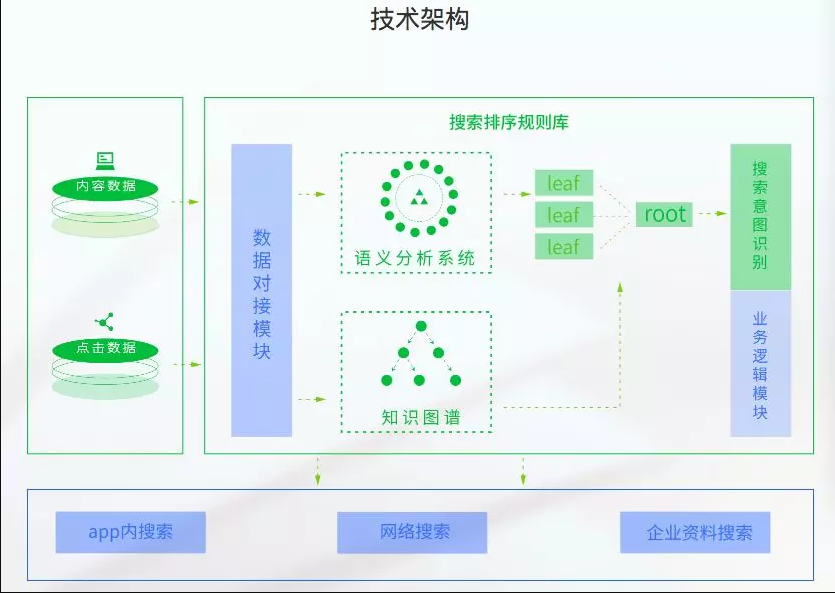 技术架构
搜索排序规则库
内容数据
点击数据
数据对接模块
语义分析系统
知识图谱
leaf
leaf
leaf
root
搜索意图识别
业务逻辑模块
app内搜索
网络搜索
企业资料搜索